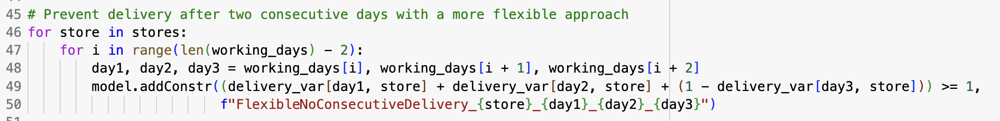 45 # Prevent delivery after two consecutive days with a more flexible approach
46 for store in stores:
47     for i in range(len(working_days) - 2):
48         day1, day2, day3 = working_days[i], working_days[i + 1], working_days[i + 2]
49         model.addConstr((delivery_var[day1, store] + delivery_var[day2, store] + (1 - delivery_var[day3, store])) >= 1,
50                         f"FlexibleNoConsecutiveDelivery_{store}_{day1}_{day2}_{day3}")